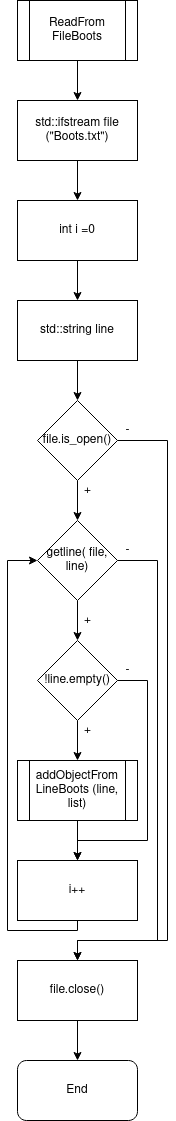 ReadFrom
FileBoots
std::ifstream file
("Boots.txt")
int i =0
std::string line
file.is_open()
-
+
getline( file,
line)
-
+
!line.empty()
-
+
addObjectFrom
LineBoots (line,
list)
i++
file.close()
End